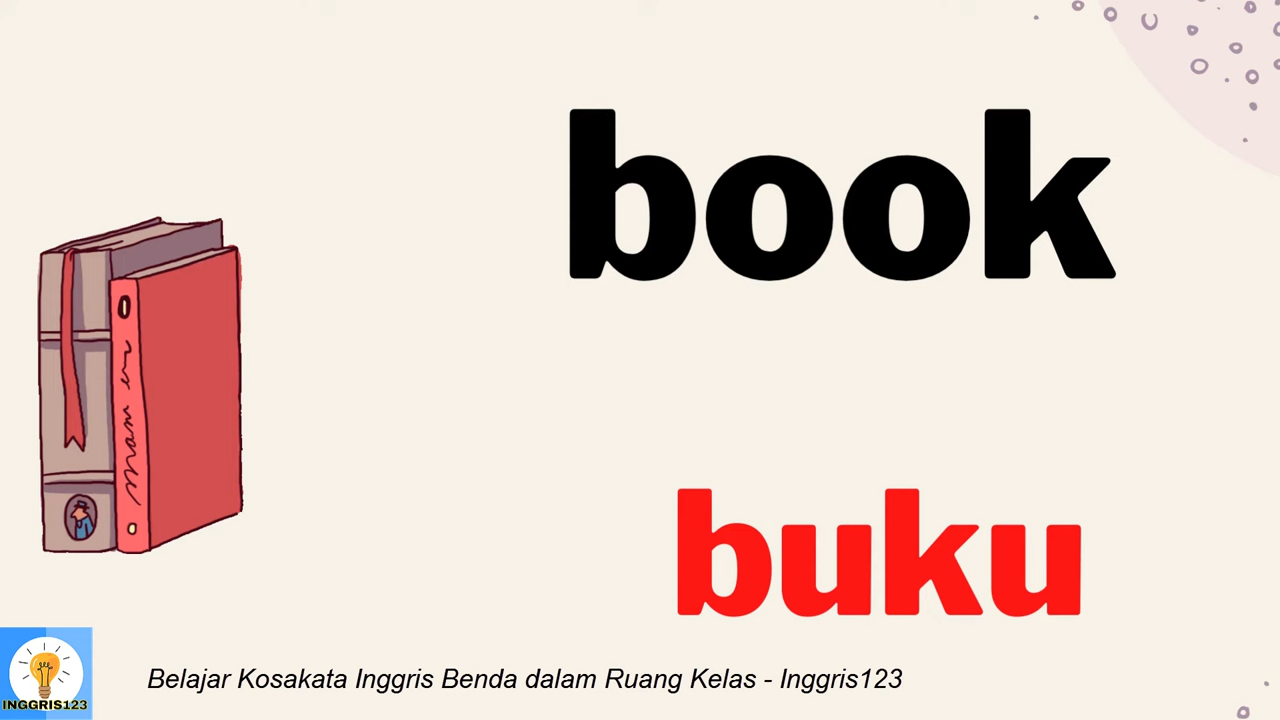 book
buku
INGGRIS123
Belajar Kosakata Inggris Benda dalam Ruang Kelas - Inggris123